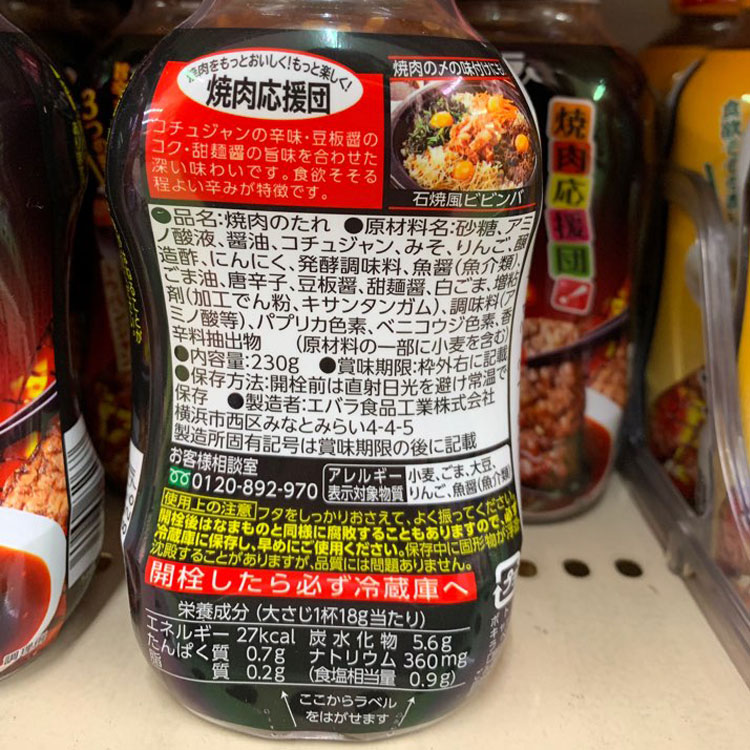 焼肉をもっとおいしく!もっと楽しく!
焼肉応援団
コチュジャンの辛味・豆板醤の
コク・甜麺醤の旨味を合わせた
深い味わいです。食欲そそる
程よい辛みが特徴です。
焼肉の〆の味付けにも!
石焼風ビビンバ
●品名:焼肉のたれ ●原材料名:砂糖、アミ
ノ酸液、醤油、コチュジャン、みそ、りんご、醸
造酢、にんにく、発酵調味料、魚醤(魚介類)、
ごま油、唐辛子、豆板醤、甜麺醤、白ごま、増粘
剤(加工でん粉、キサンタンガム)、調味料(ア
ミノ酸等)、パプリカ色素、ベニコウジ色素、香
辛料抽出物 (原材料の一部に小麦を含む)
●内容量:230g ●賞味期限:枠外右に記載
●保存方法:開栓前は直射日光を避け常温で
保存 ●製造者:エバラ食品工業株式会社
横浜市西区みなとみらい4-4-5
製造所固有記号は賞味期限の後に記載
お客様相談室
0120-892-970
アレルギー
表示対象物質
小麦、ごま、大豆、
りんご、魚醤(魚介類)
使用上の注意 フタをしっかりおさえて、よく振ってください。
開栓後はなまものと同様に腐敗することもありますので、必ず
冷蔵庫に保存し、早めにご使用ください。保存中に固形物が浮遊、
沈殿することがありますが、品質には問題ありません。
開栓したら必ず冷蔵庫へ
栄養成分 (大さじ1杯18g当たり)
エネルギー 27kcal 炭水化物 5.6g
たんぱく質 0.7g ナトリウム 360mg
脂質 0.2g (食塩相当量 0.9g)
ここからラベル
をはがせます
焼肉応援団